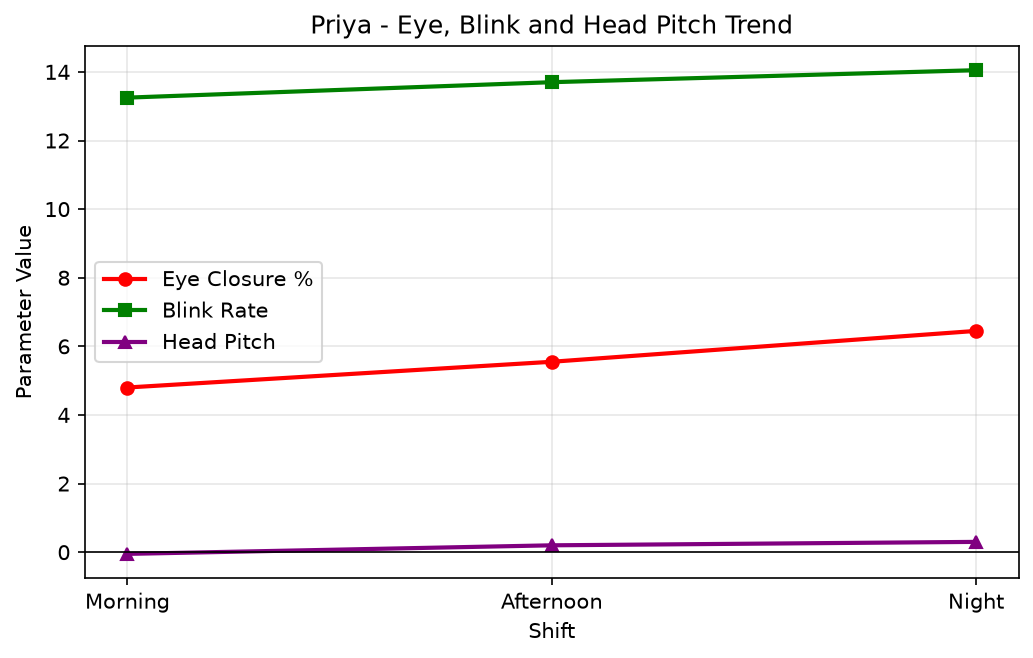 Priya - Eye, Blink and Head Pitch Trend
14
12
10
8
6
4
2
0
Parameter Value
Eye Closure %
Blink Rate
Head Pitch
Morning
Afternoon
Night
Shift